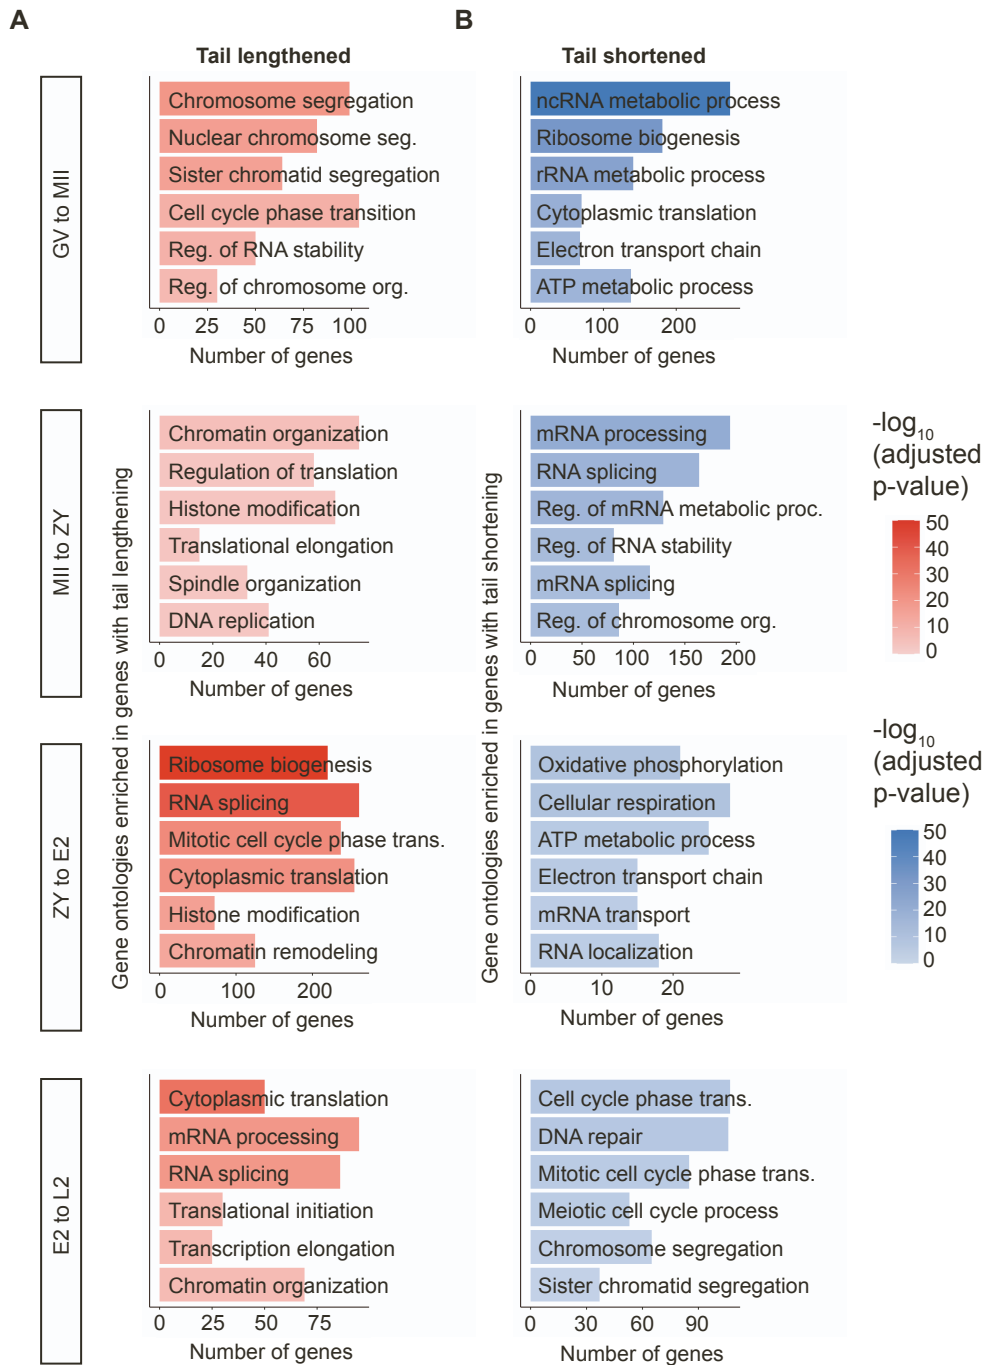 A
B
Tail lengthened
Tail shortened
GV to MII
Chromosome segregation
Nuclear chromosome seg.
Sister chromatid segregation
Cell cycle phase transition
Reg. of RNA stability
Reg. of chromosome org.
0 25 50 75 100
Number of genes
ncRNA metabolic process
Ribosome biogenesis
rRNA metabolic process
Cytoplasmic translation
Electron transport chain
ATP metabolic process
0 100 200
Number of genes
Gene ontologies enriched in genes with tail lengthening
Gene ontologies enriched in genes with tail shortening
MII to ZY
Chromatin organization
Regulation of translation
Histone modification
Translational elongation
Spindle organization
DNA replication
0 20 40 60
Number of genes
mRNA processing
RNA splicing
Reg. of mRNA metabolic proc.
Reg. of RNA stability
mRNA splicing
Reg. of chromosome org.
0 50 100 150 200
Number of genes
-log10
(adjusted
p-value)
50
40
30
20
10
0
ZY to E2
Ribosome biogenesis
RNA splicing
Mitotic cell cycle phase trans.
Cytoplasmic translation
Histone modification
Chromatin remodeling
0 100 200
Number of genes
Oxidative phosphorylation
Cellular respiration
ATP metabolic process
Electron transport chain
mRNA transport
RNA localization
0 10 20
Number of genes
-log10
(adjusted
p-value)
50
40
30
20
10
0
E2 to L2
Cytoplasmic translation
mRNA processing
RNA splicing
Translational initiation
Transcription elongation
Chromatin organization
0 25 50 75
Number of genes
Cell cycle phase trans.
DNA repair
Mitotic cell cycle phase trans.
Meiotic cell cycle process
Chromosome segregation
Sister chromatid segregation
0 30 60 90
Number of genes